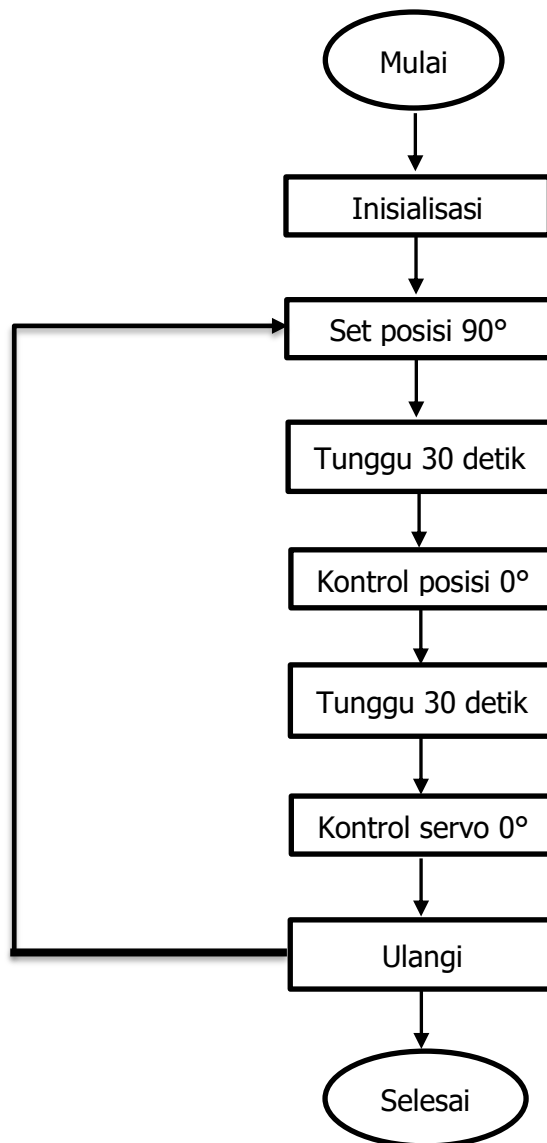 Mulai
Inisialisasi
Set posisi 90°
Tunggu 30 detik
Kontrol posisi 0°
Tunggu 30 detik
Kontrol servo 0°
Ulangi
Selesai